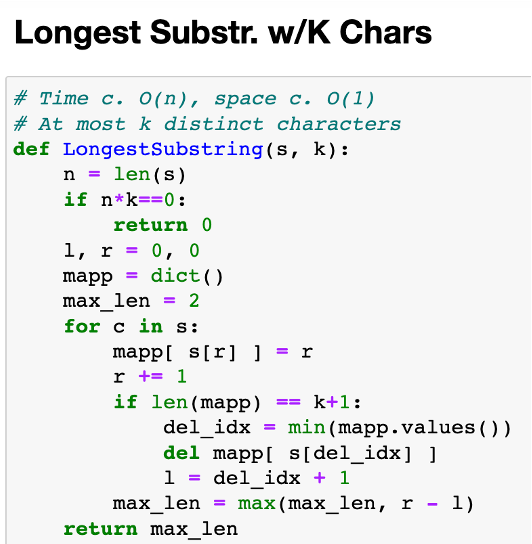 Longest Substr. w/K Chars
# Time c. O(n), space c. O(1)
# At most k distinct characters
def LongestSubstring(s, k):
    n = len(s)
    if n*k==0:
        return 0
    l, r = 0, 0
    mapp = dict()
    max_len = 2
    for c in s:
        mapp[ s[r] ] = r
        r += 1
        if len(mapp) == k+1:
            del_idx = min(mapp.values())
            del mapp[ s[del_idx] ]
            l = del_idx + 1
        max_len = max(max_len, r - l)
    return max_len